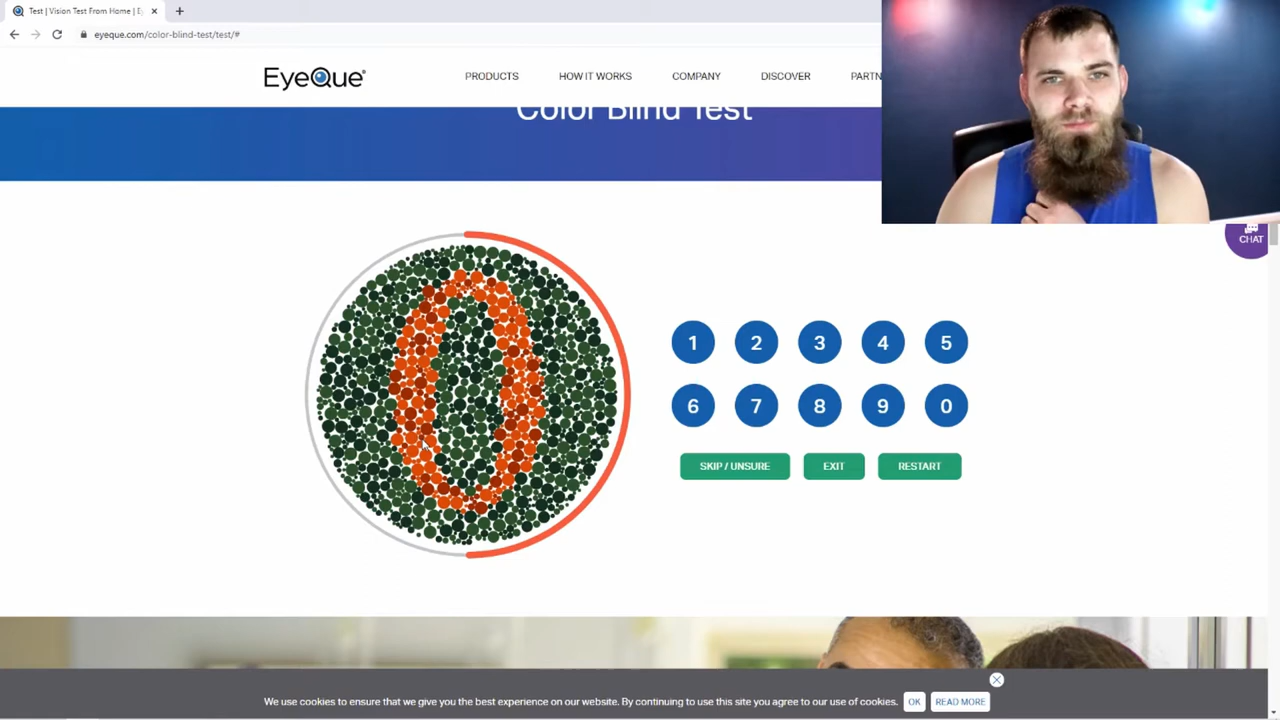 Test | Vision Test From Home | E
eyeque.com/color-blind-test/test/#
EyeQue
PRODUCTS
HOW IT WORKS
COMPANY
DISCOVER
PARTN
Color Blind Test
CHAT
0
1 2 3 4 5
6 7 8 9 0
SKIP / UNSURE
EXIT
RESTART
We use cookies to ensure that we give you the best experience on our website. By continuing to use this site you agree to our use of cookies.
OK
READ MORE